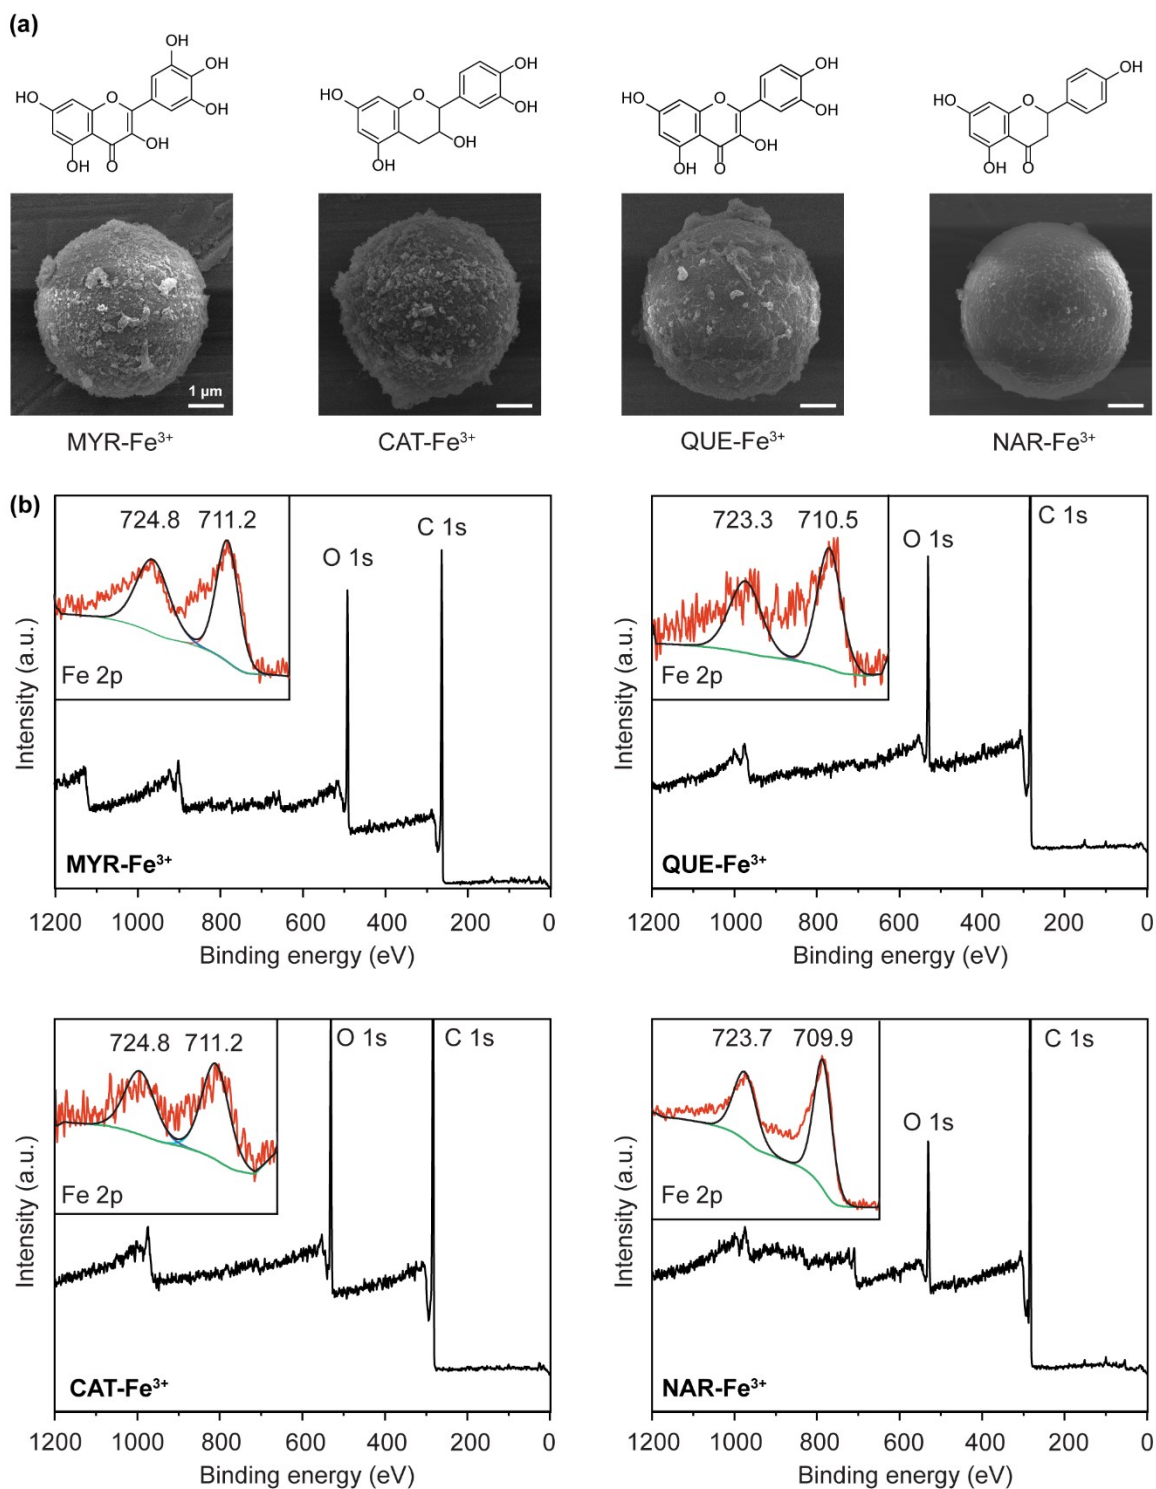 (a)
OH
HO
OH
O
OH
OH
OH
O
MYR-Fe³⁺
1 µm
OH
HO
O
OH
OH
OH
CAT-Fe³⁺
OH
HO
O
OH
OH
OH
O
QUE-Fe³⁺
OH
HO
O
OH
O
NAR-Fe³⁺
(b)
724.8 711.2
Fe 2p
O 1s
C 1s
Intensity (a.u.)
MYR-Fe³⁺
1200 1000 800 600 400 200 0
Binding energy (eV)
723.3 710.5
Fe 2p
O 1s
C 1s
Intensity (a.u.)
QUE-Fe³⁺
1200 1000 800 600 400 200 0
Binding energy (eV)
724.8 711.2
Fe 2p
O 1s
C 1s
Intensity (a.u.)
CAT-Fe³⁺
1200 1000 800 600 400 200 0
Binding energy (eV)
723.7 709.9
Fe 2p
O 1s
C 1s
Intensity (a.u.)
NAR-Fe³⁺
1200 1000 800 600 400 200 0
Binding energy (eV)